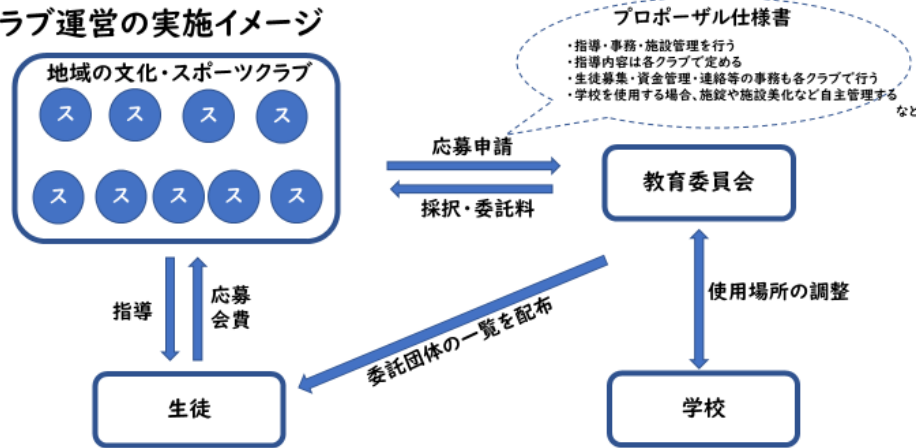 ラブ運営の実施イメージ
プロポーザル仕様書
・指導・事務・施設管理を行う
・指導内容は各クラブで定める
・生徒募集・資金管理・連絡等の事務も各クラブで行う
・学校を使用する場合、施錠や施設美化など自主管理する
など
地域の文化・スポーツクラブ
ス ス ス ス
ス ス ス ス ス
応募申請
採択・委託料
教育委員会
指導
応募
会費
委託団体の一覧を配布
使用場所の調整
生徒
学校